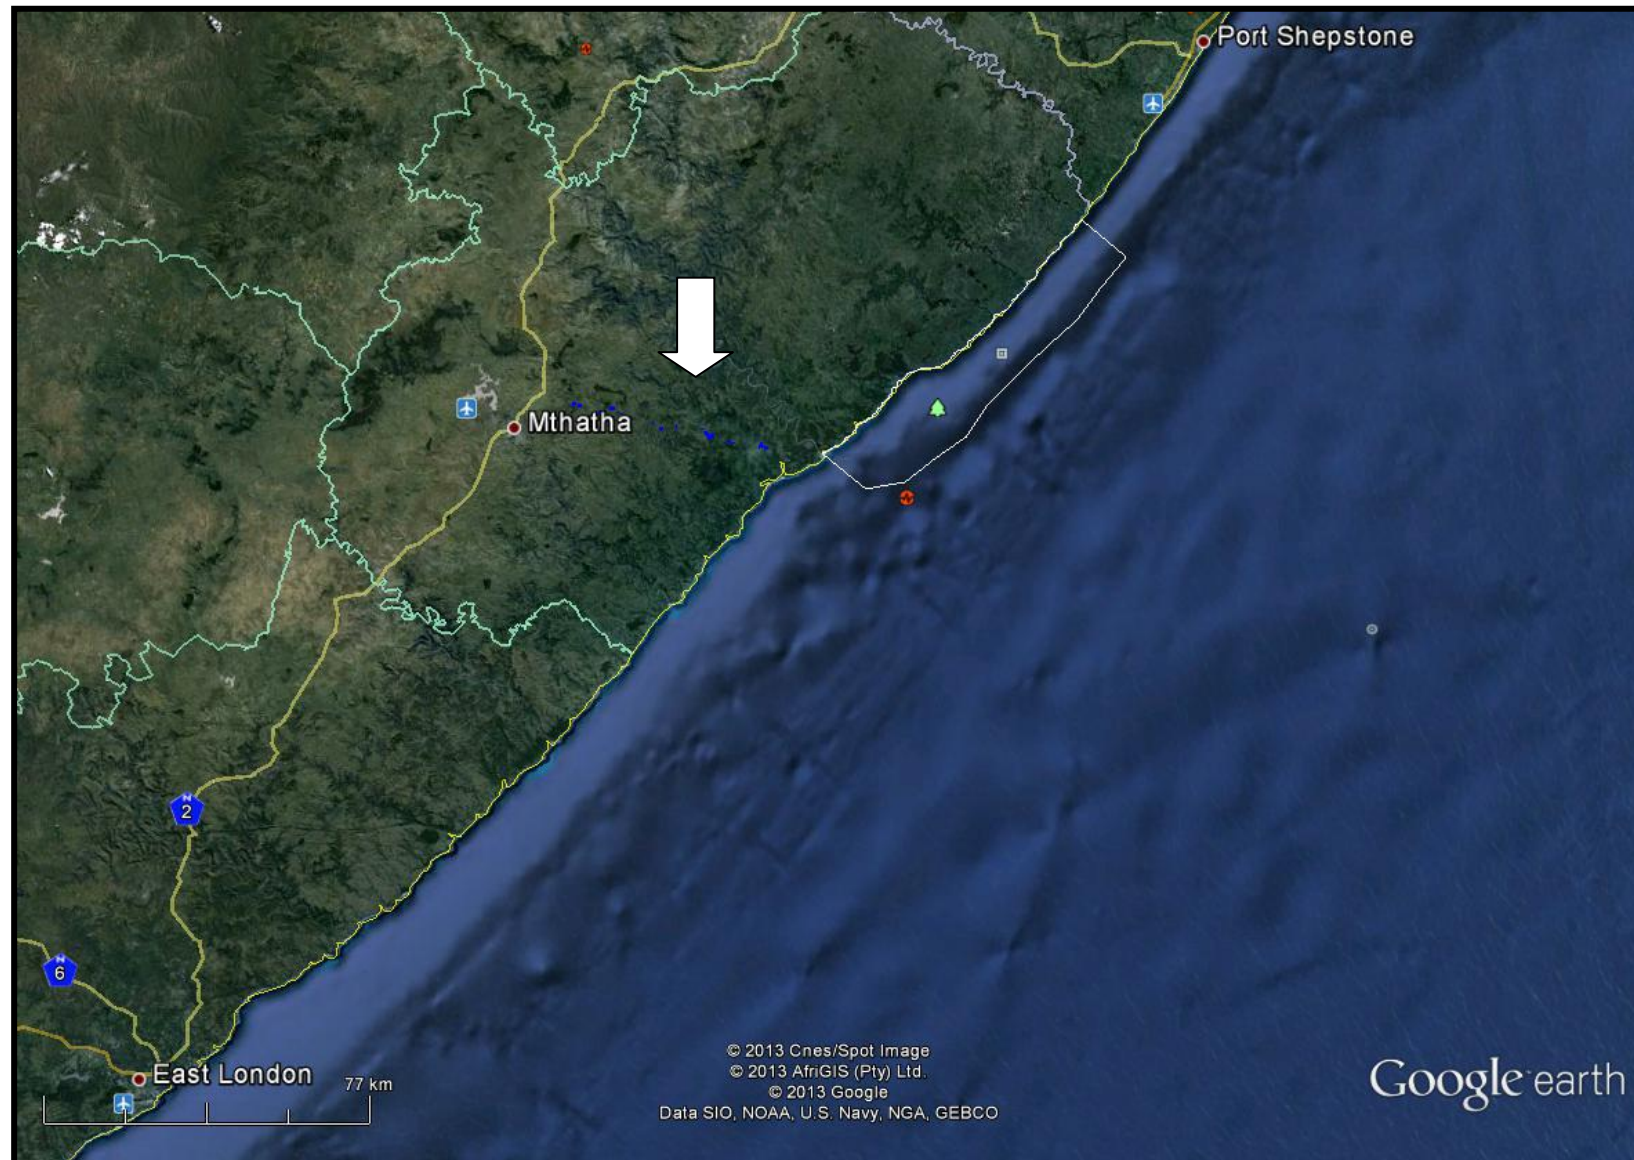 Port Shepstone
Mthatha
N
2
N
6
East London
77 km
© 2013 Cnes/Spot Image
© 2013 AfriGIS (Pty) Ltd.
© 2013 Google
Data SIO, NOAA, U.S. Navy, NGA, GEBCO
Google earth